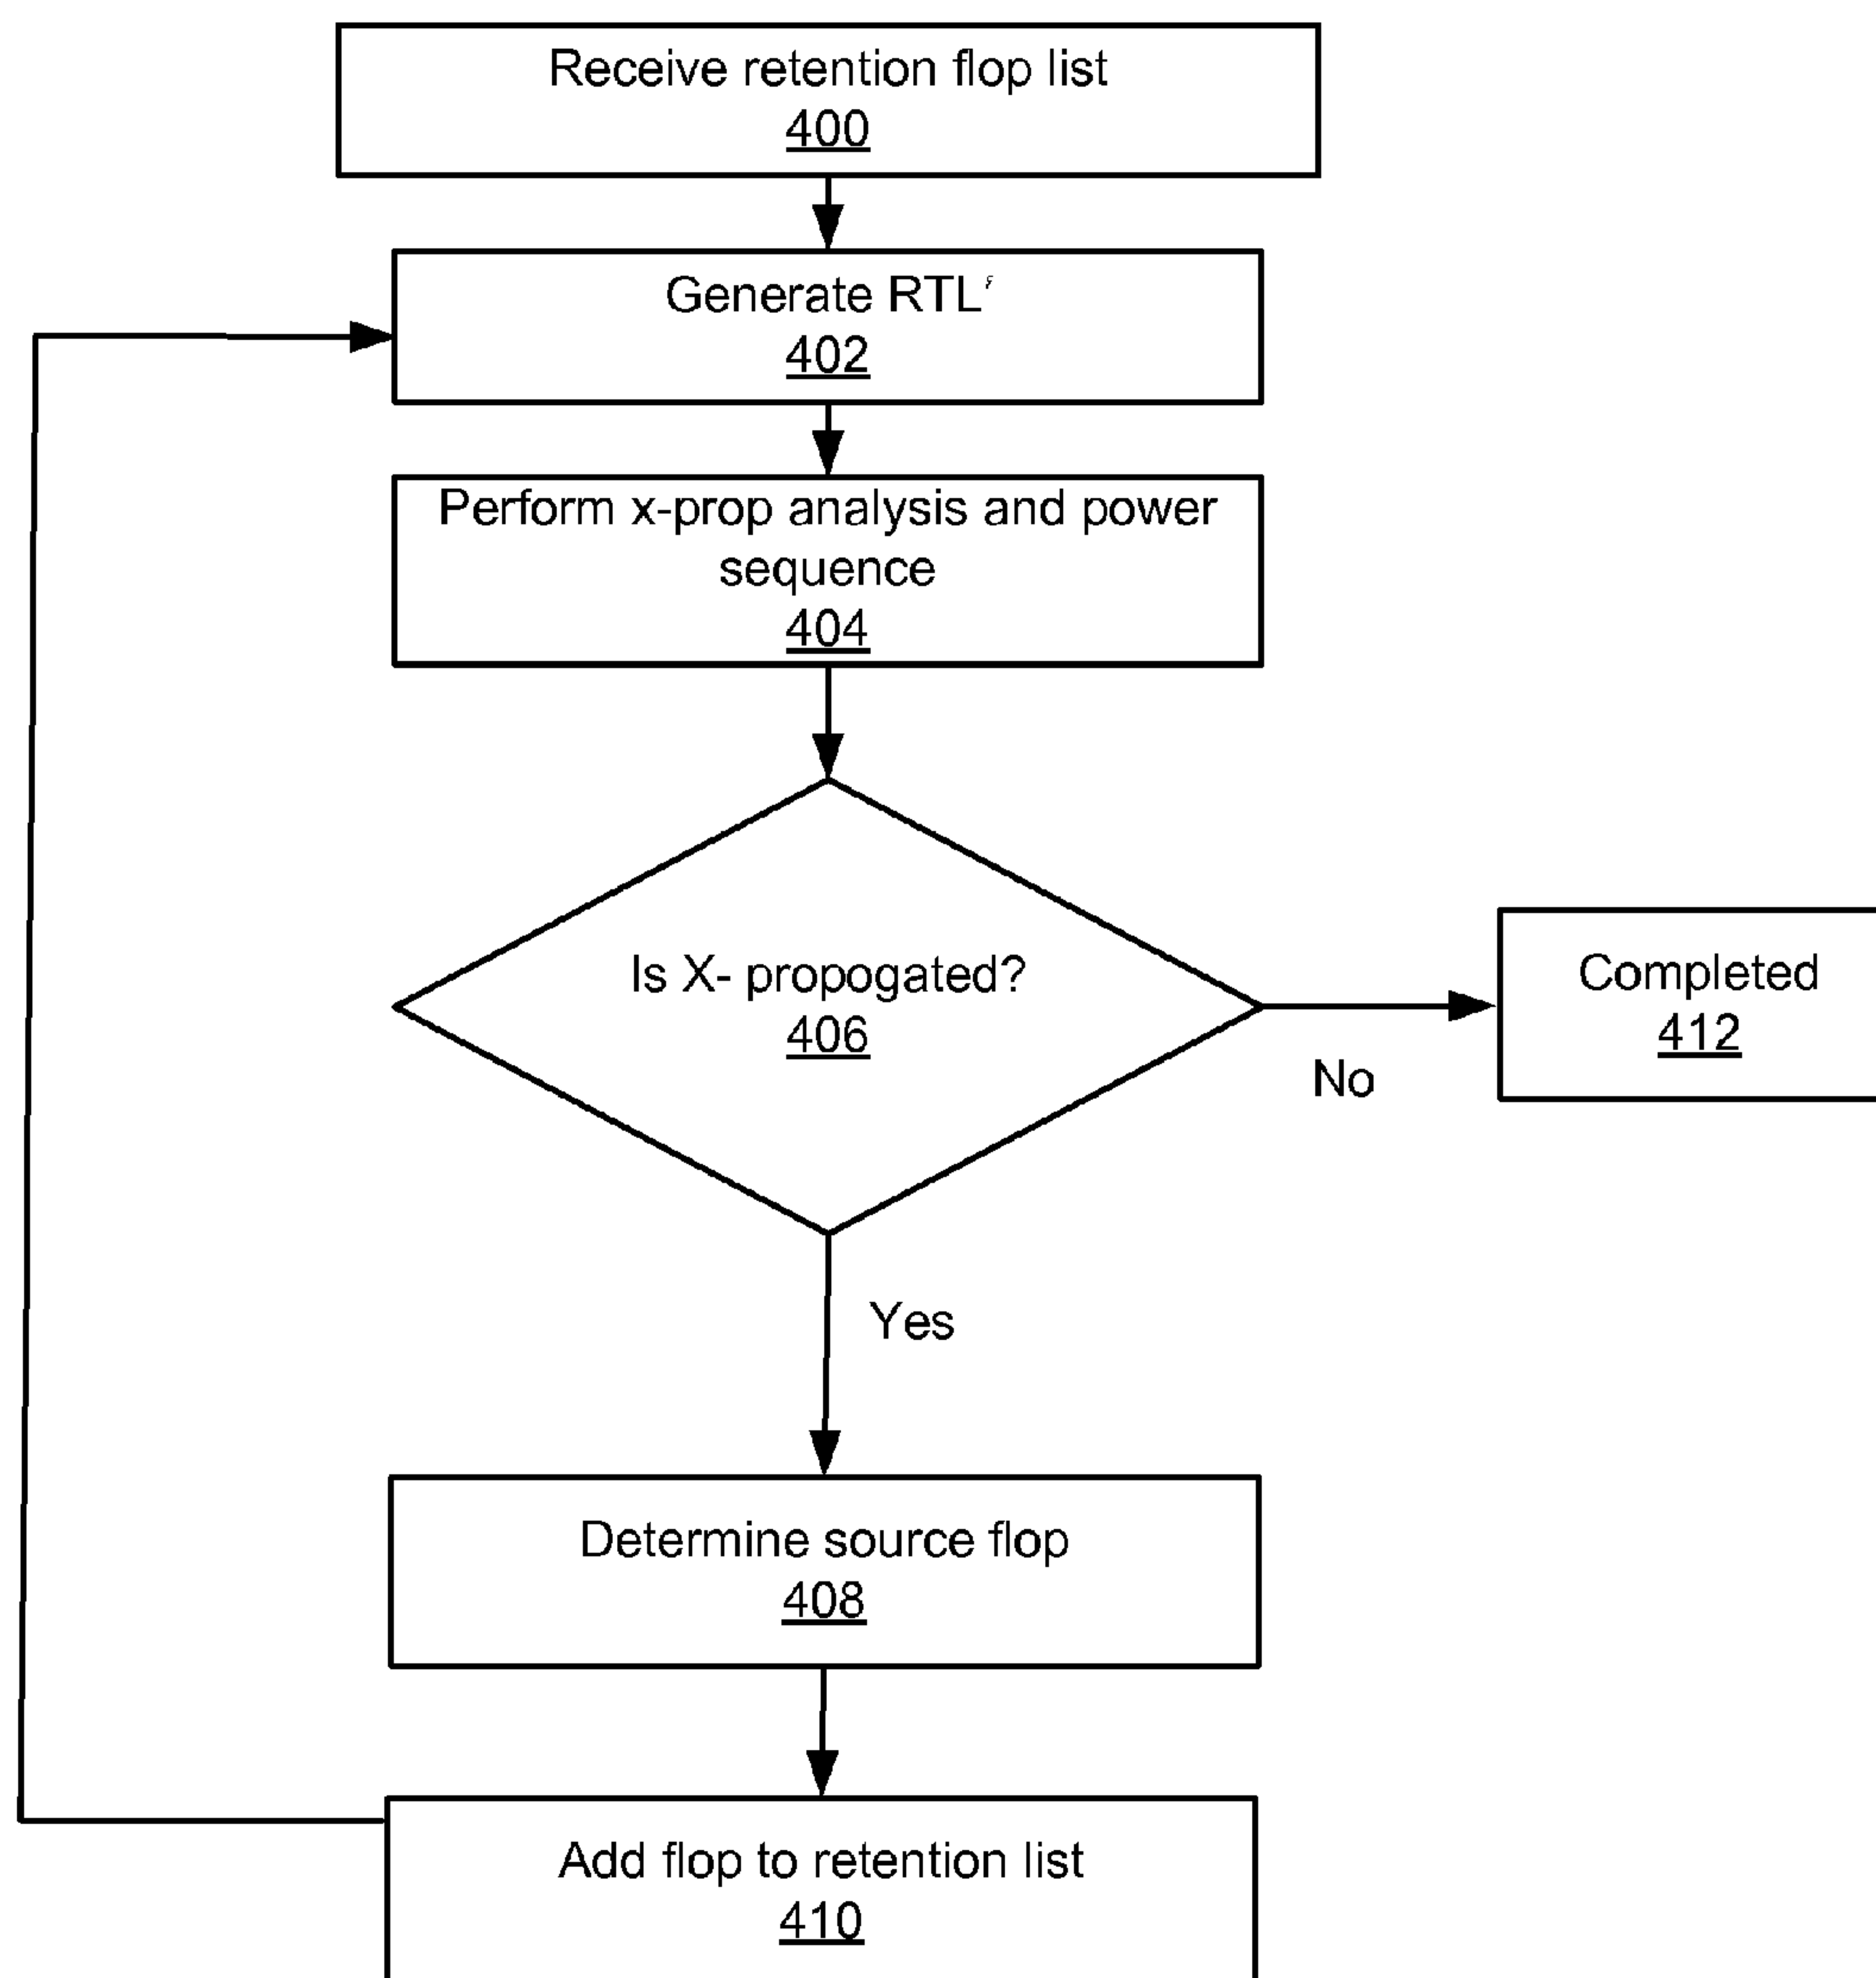 Receive retention flop list
400
Generate RTL'
402
Perform x-prop analysis and power
sequence
404
Is X- propogated?
406
No
Completed
412
Yes
Determine source flop
408
Add flop to retention list
410